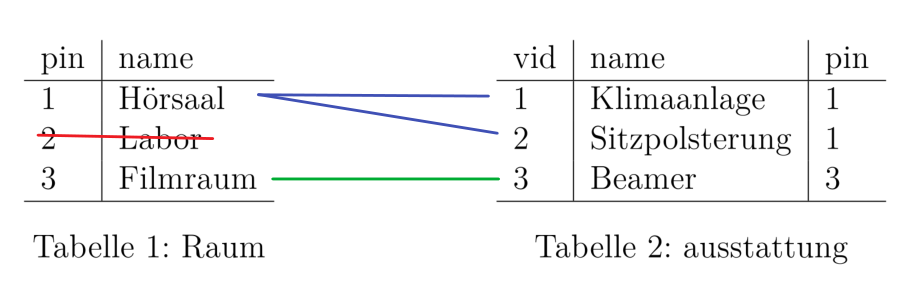 pin name
1 Hörsaal
2 Labor
3 Filmraum
Tabelle 1: Raum
vid name pin
1 Klimaanlage 1
2 Sitzpolsterung 1
3 Beamer 3
Tabelle 2: ausstattung